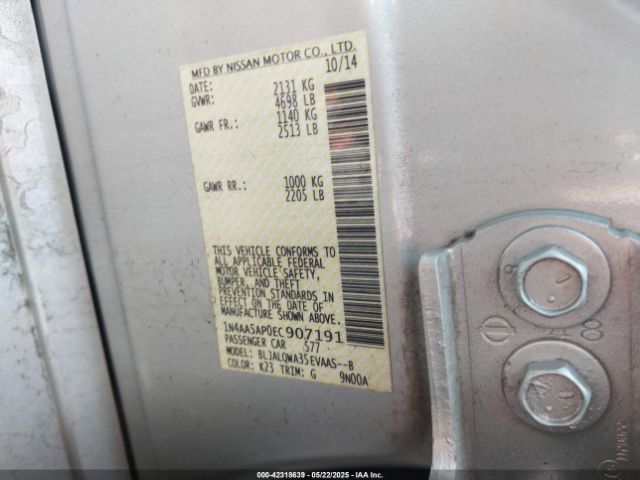 MFD BY NISSAN MOTOR CO., LTD.
DATE: 10/14
GVWR: 2131 KG
4698 LB
GAWR FR.: 1140 KG
2513 LB
GAWR RR.: 1000 KG
2205 LB
THIS VEHICLE CONFORMS TO
ALL APPLICABLE FEDERAL
MOTOR VEHICLE SAFETY,
BUMPER, AND THEFT
PREVENTION STANDARDS IN
EFFECT ON THE DATE OF
MANUFACTURE SHOWN ABOVE.
1N4AA5AP0EC907191
PASSENGER CAR 577
MODEL: BLJALQWA35EVAAS--B
COLOR: K23 TRIM: G 9N00A
8
00-42318639 - 05/22/2025 - IAA Inc.